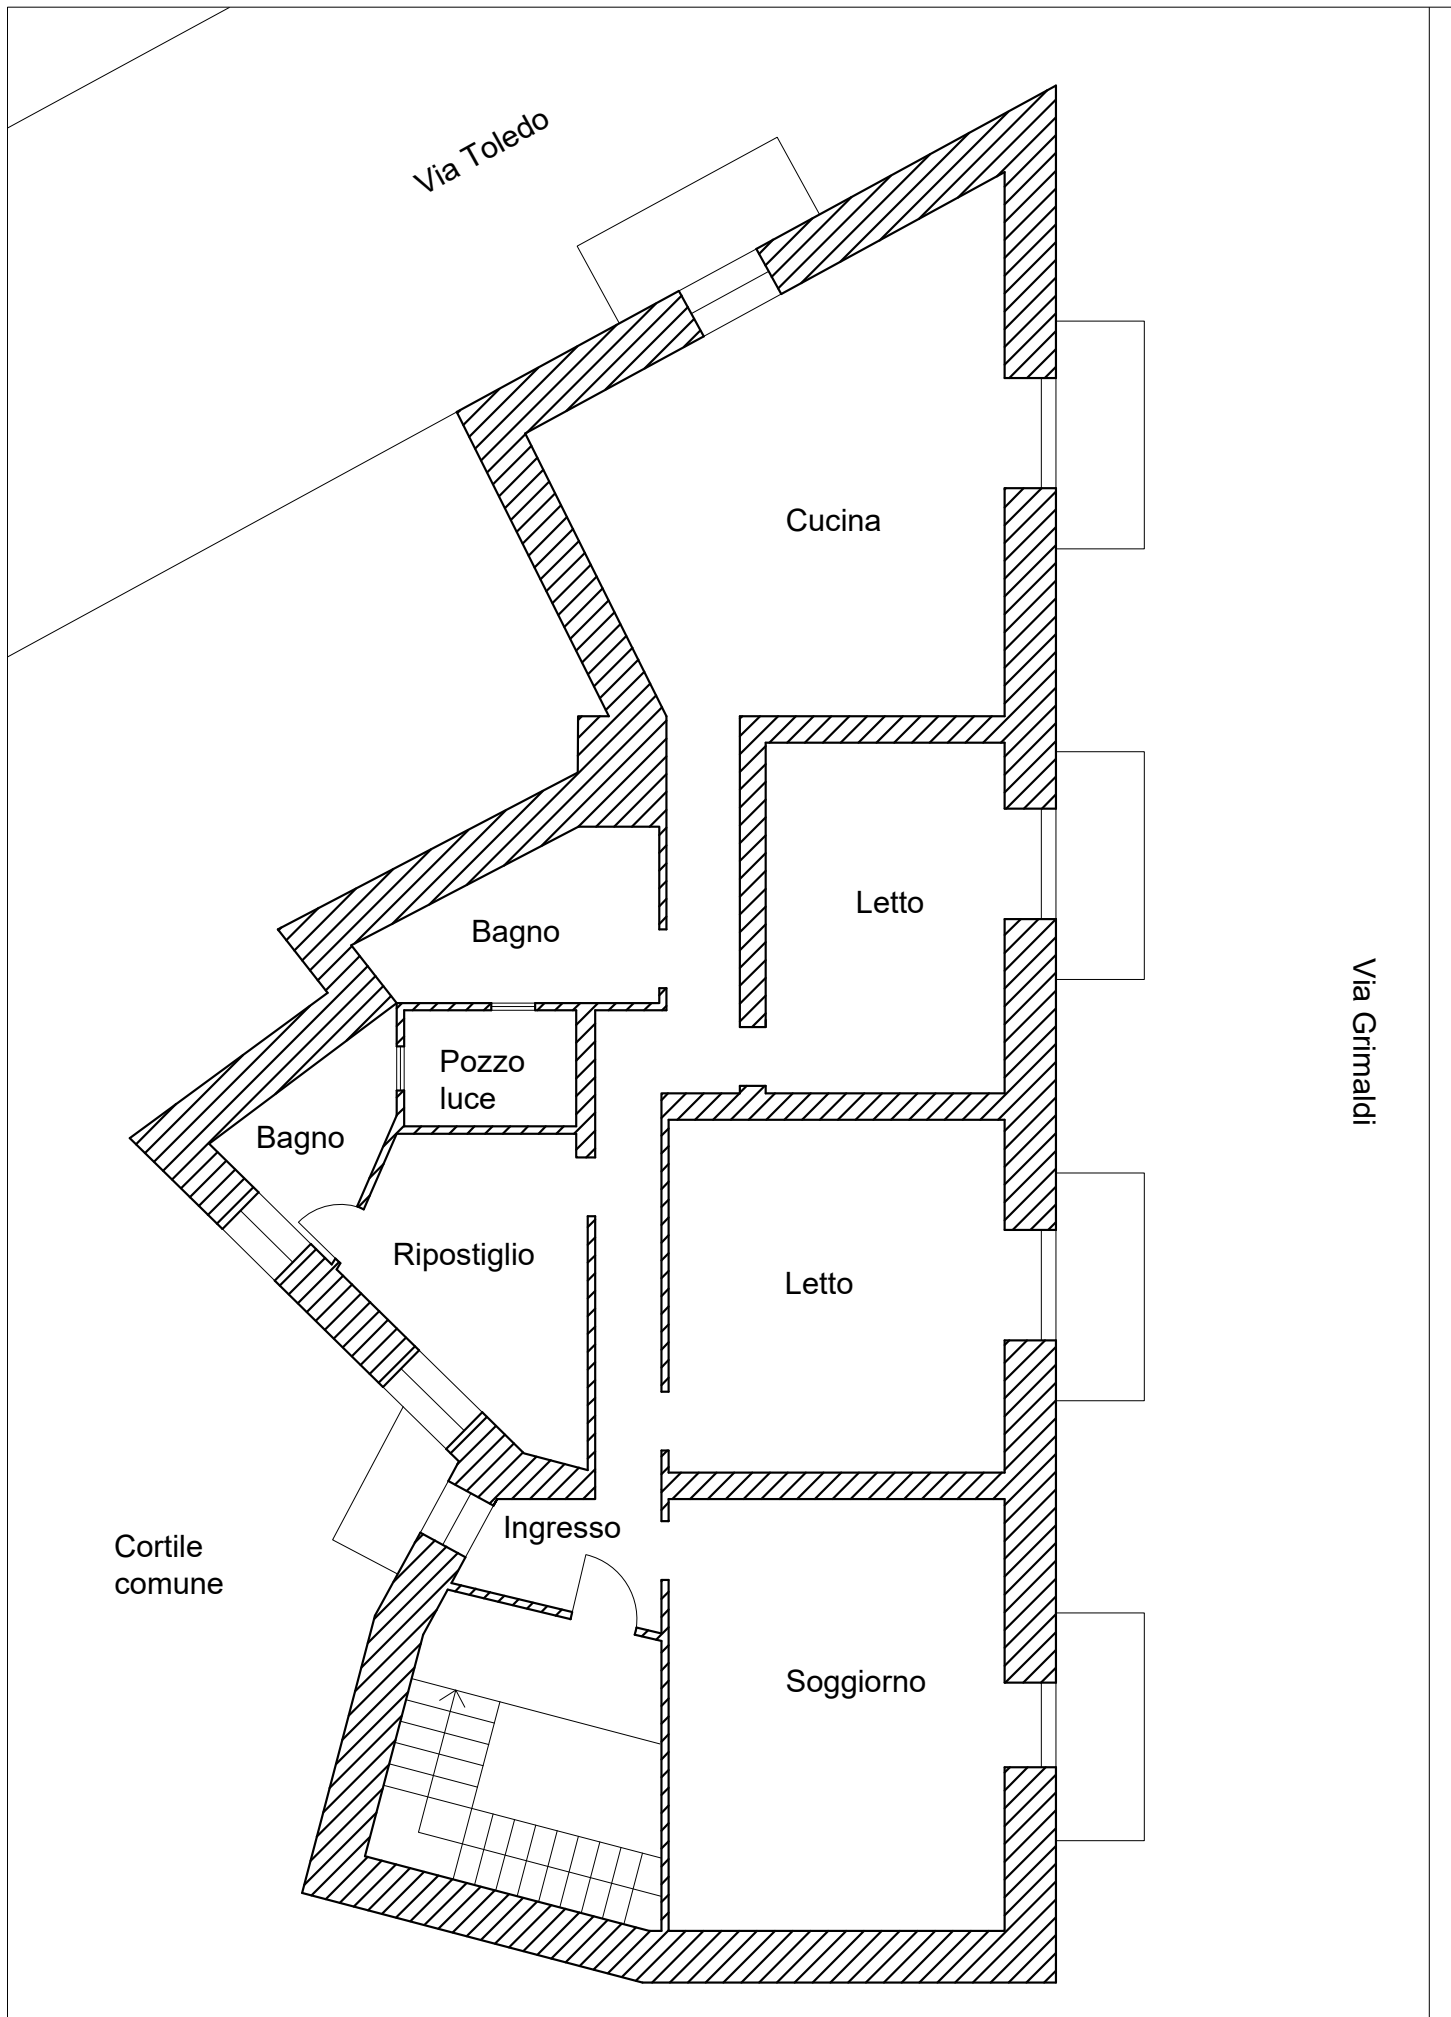 Via Toledo
Cucina
Letto
Bagno
Via Grimaldi
Pozzo
luce
Bagno
Ripostiglio
Letto
Ingresso
Cortile
comune
Soggiorno